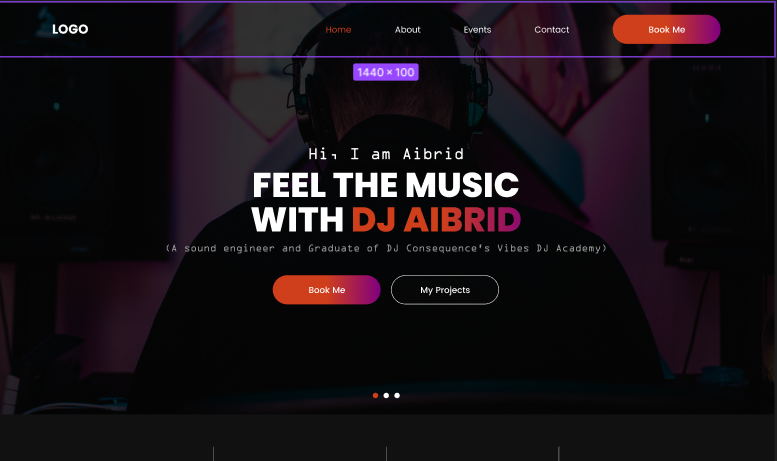 LOGO
Home
About
Events
Contact
Book Me
1440 × 100
Hi, I am Aibrid
FEEL THE MUSIC
WITH DJ AIBRID
(A sound engineer and Graduate of DJ Consequence's Vibes DJ Academy)
Book Me
My Projects